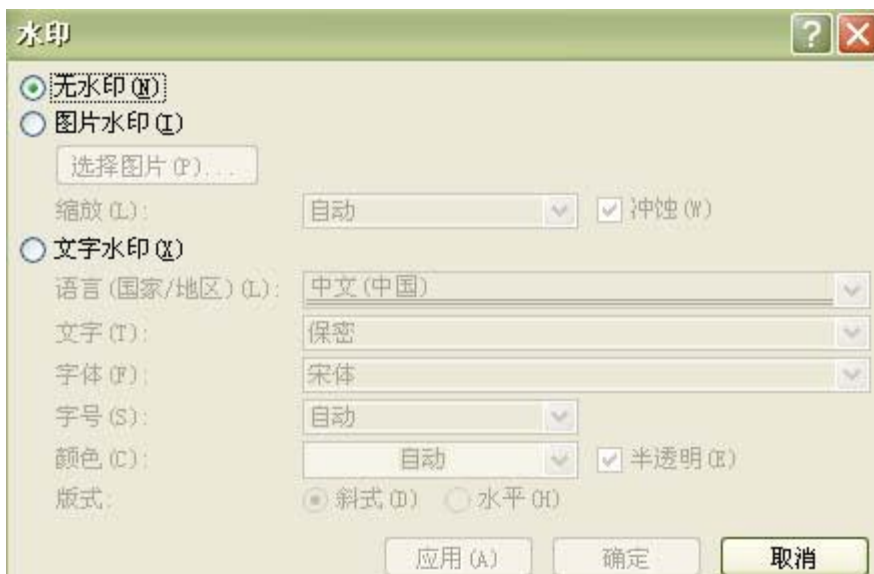 水印
无水印(N)
图片水印(I)
选择图片(P)...
缩放(L): 自动 冲蚀(W)
文字水印(X)
语言(国家/地区)(L): 中文(中国)
文字(T): 保密
字体(F): 宋体
字号(S): 自动
颜色(C): 自动 半透明(E)
版式: 斜式(D) 水平(H)
应用(A) 确定 取消